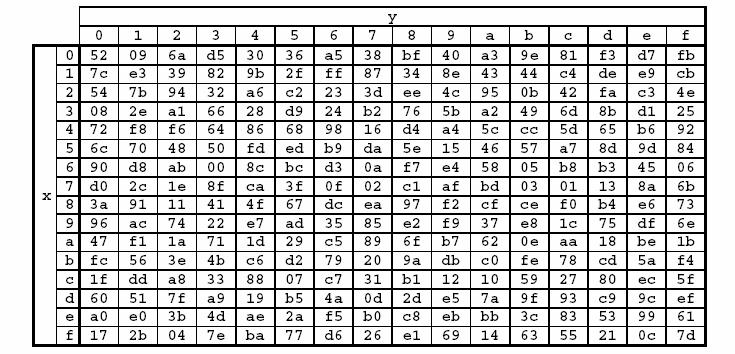 y
0 1 2 3 4 5 6 7 8 9 a b c d e f
0 52 09 6a d5 30 36 a5 38 bf 40 a3 9e 81 f3 d7 fb
1 7c e3 39 82 9b 2f ff 87 34 8e 43 44 c4 de e9 cb
2 54 7b 94 32 a6 c2 23 3d ee 4c 95 0b 42 fa c3 4e
3 08 2e a1 66 28 d9 24 b2 76 5b a2 49 6d 8b d1 25
4 72 f8 f6 64 86 68 98 16 d4 a4 5c cc 5d 65 b6 92
5 6c 70 48 50 fd ed b9 da 5e 15 46 57 a7 8d 9d 84
6 90 d8 ab 00 8c bc d3 0a f7 e4 58 05 b8 b3 45 06
7 d0 2c 1e 8f ca 3f 0f 02 c1 af bd 03 01 13 8a 6b
x 8 3a 91 11 41 4f 67 dc ea 97 f2 cf ce f0 b4 e6 73
9 96 ac 74 22 e7 ad 35 85 e2 f9 37 e8 1c 75 df 6e
a 47 f1 1a 71 1d 29 c5 89 6f b7 62 0e aa 18 be 1b
b fc 56 3e 4b c6 d2 79 20 9a db c0 fe 78 cd 5a f4
c 1f dd a8 33 88 07 c7 31 b1 12 10 59 27 80 ec 5f
d 60 51 7f a9 19 b5 4a 0d 2d e5 7a 9f 93 c9 9c ef
e a0 e0 3b 4d ae 2a f5 b0 c8 eb bb 3c 83 53 99 61
f 17 2b 04 7e ba 77 d6 26 e1 69 14 63 55 21 0c 7d